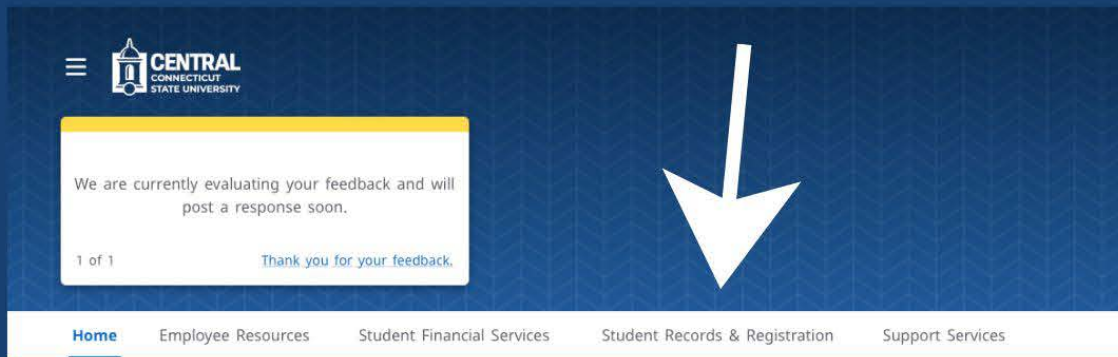 CENTRAL
CONNECTICUT
STATE UNIVERSITY
We are currently evaluating your feedback and will
post a response soon.
1 of 1 Thank you for your feedback.
Home Employee Resources Student Financial Services Student Records & Registration Support Services